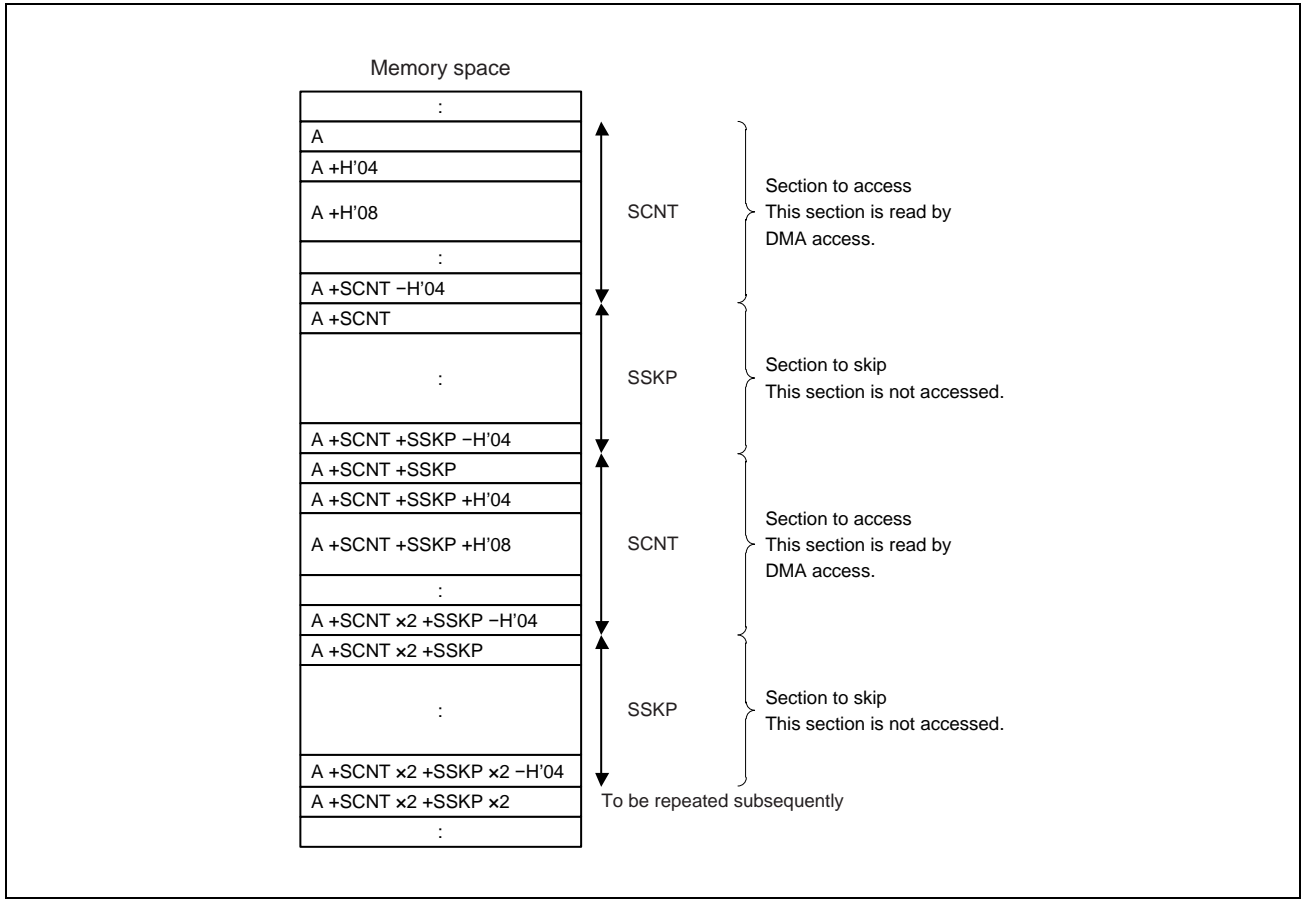 Memory space
:
A
A +H’04
A +H’08
:
A +SCNT −H’04
SCNT
Section to access
This section is read by
DMA access.
A +SCNT
:
A +SCNT +SSKP −H’04
SSKP
Section to skip
This section is not accessed.
A +SCNT +SSKP
A +SCNT +SSKP +H’04
A +SCNT +SSKP +H’08
:
A +SCNT ×2 +SSKP −H’04
SCNT
Section to access
This section is read by
DMA access.
A +SCNT ×2 +SSKP
:
A +SCNT ×2 +SSKP ×2 −H’04
SSKP
Section to skip
This section is not accessed.
A +SCNT ×2 +SSKP ×2
To be repeated subsequently
: